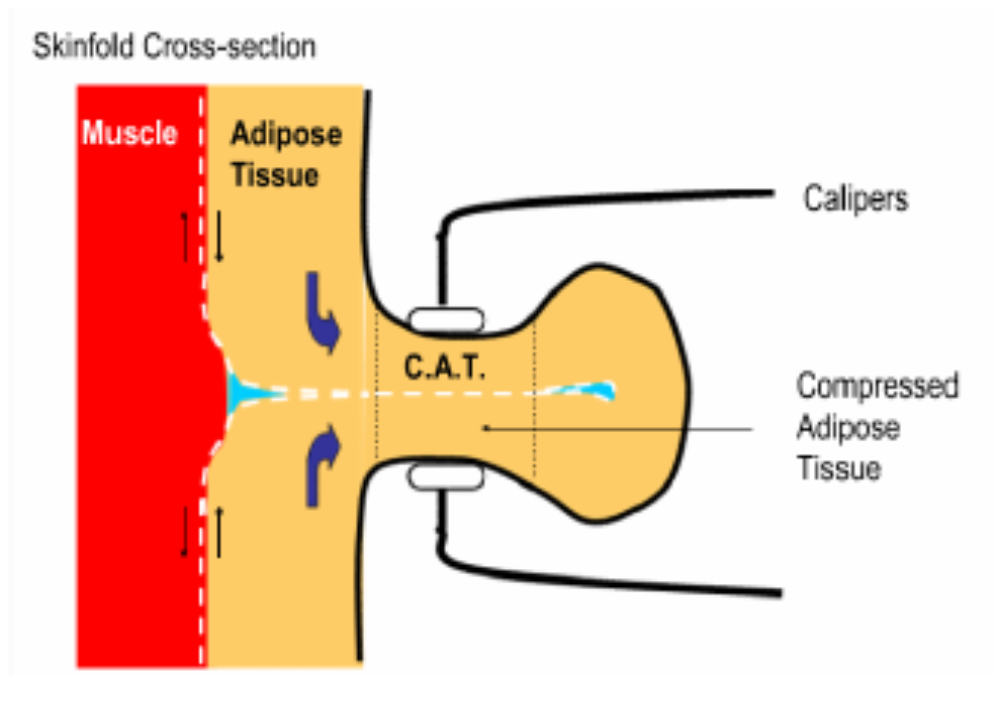 Skinfold Cross-section
Muscle
Adipose
Tissue
Calipers
C.A.T.
Compressed
Adipose
Tissue